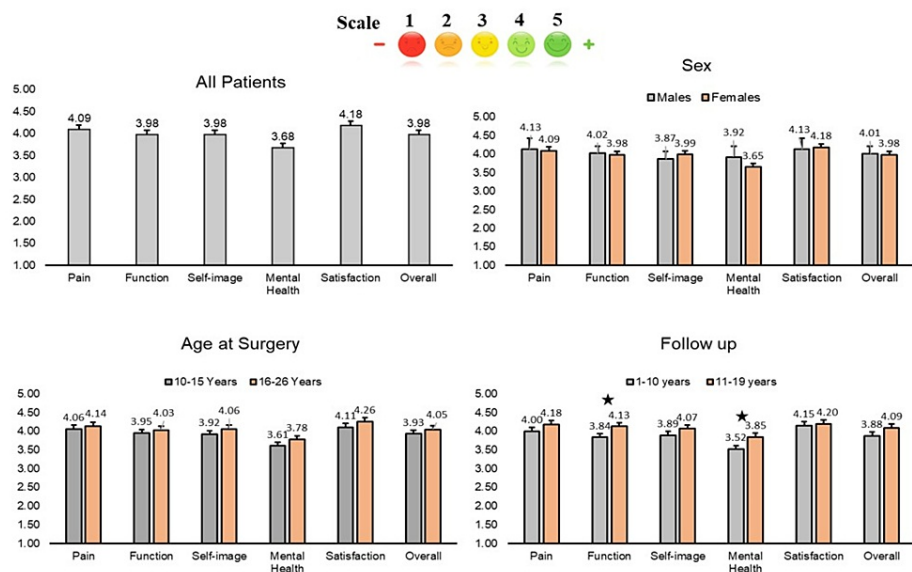 Scale 1 2 3 4 5
- +
All Patients
5.00
4.50
4.00
3.50
3.00
2.50
2.00
1.50
1.00
4.09 3.98 3.98 3.68 4.18 3.98
Pain Function Self-image Mental Health Satisfaction Overall
Sex
Males Females
5.00
4.50
4.00
3.50
3.00
2.50
2.00
1.50
1.00
4.13 4.09 4.02 3.98 3.87 3.99 3.92 3.65 4.13 4.18 4.01 3.98
Pain Function Self-image Mental Health Satisfaction Overall
Age at Surgery
10-15 Years 16-26 Years
5.00
4.50
4.00
3.50
3.00
2.50
2.00
1.50
1.00
4.06 4.14 3.95 4.03 3.92 4.06 3.61 3.78 4.11 4.26 3.93 4.05
Pain Function Self-image Mental Health Satisfaction Overall
Follow up
1-10 years 11-19 years
5.00
4.50
4.00
3.50
3.00
2.50
2.00
1.50
1.00
4.00 4.18 3.84 4.13 3.89 4.07 3.52 3.85 4.15 4.20 3.88 4.09
Pain Function Self-image Mental Health Satisfaction Overall